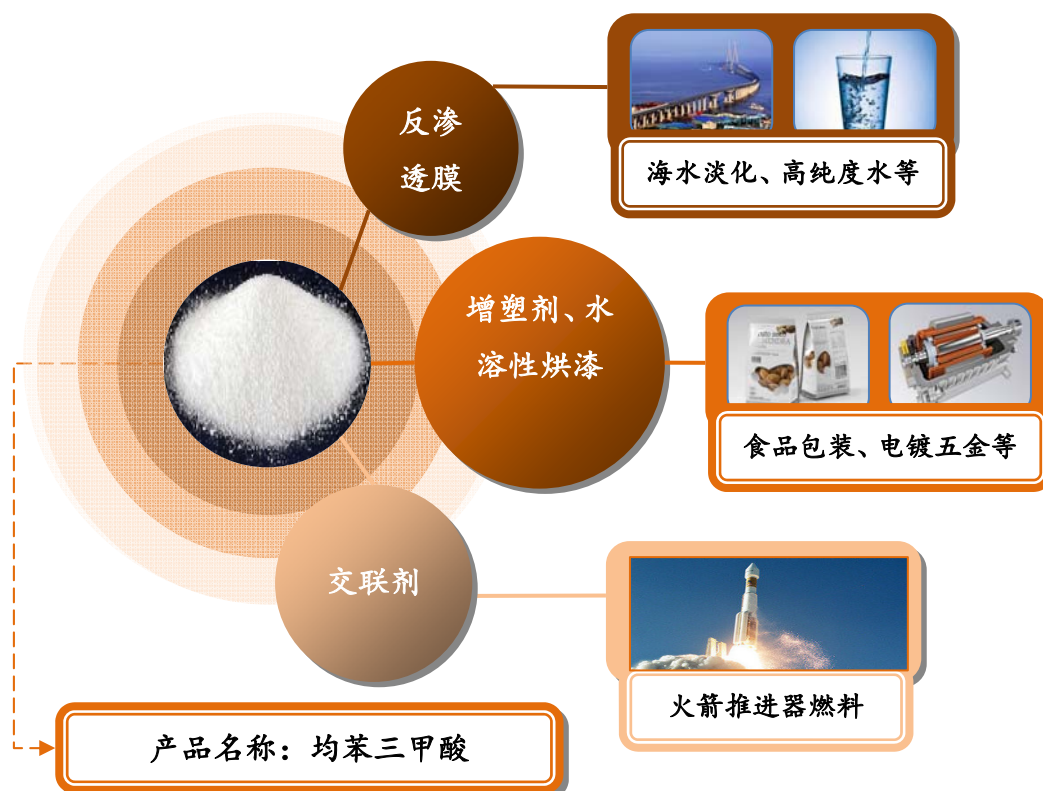 反渗
透膜
海水淡化、高纯度水等
增塑剂、水
溶性烘漆
食品包装、电镀五金等
交联剂
火箭推进器燃料
产品名称：均苯三甲酸